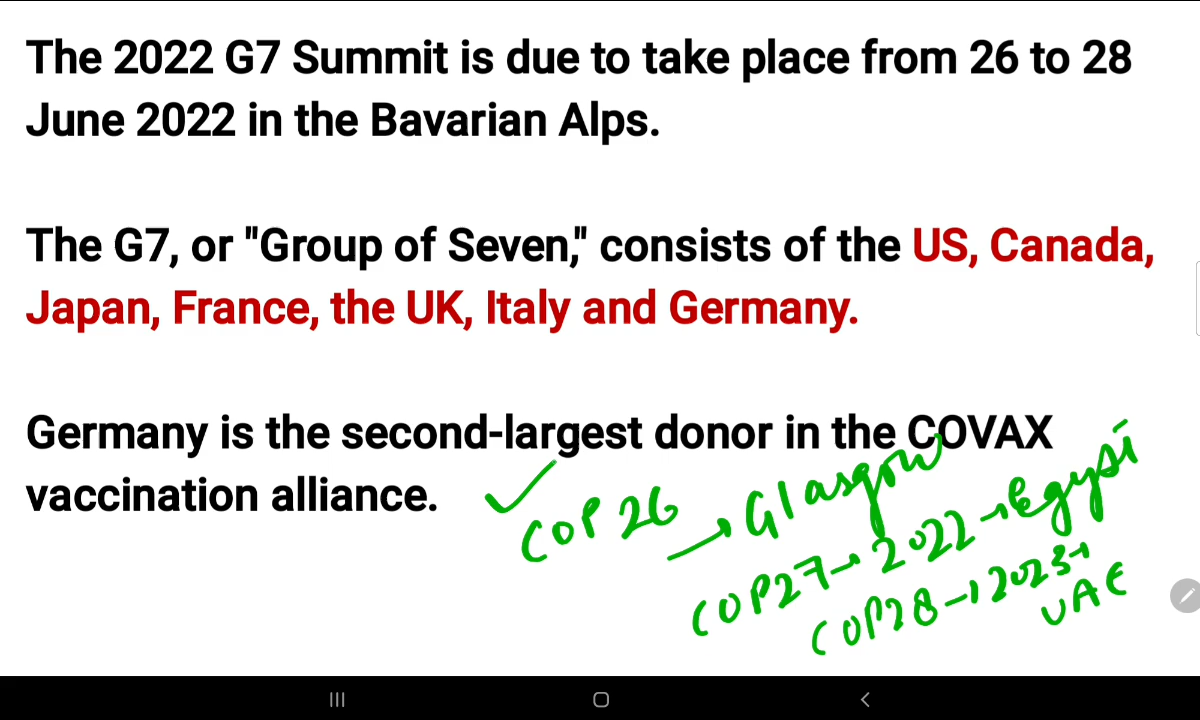 The 2022 G7 Summit is due to take place from 26 to 28
June 2022 in the Bavarian Alps.
The G7, or "Group of Seven," consists of the US, Canada,
Japan, France, the UK, Italy and Germany.
Germany is the second-largest donor in the COVAX
vaccination alliance.
COP 26 → Glasgow
COP27 → 2022 →
COP28 → 2023 →
UAE